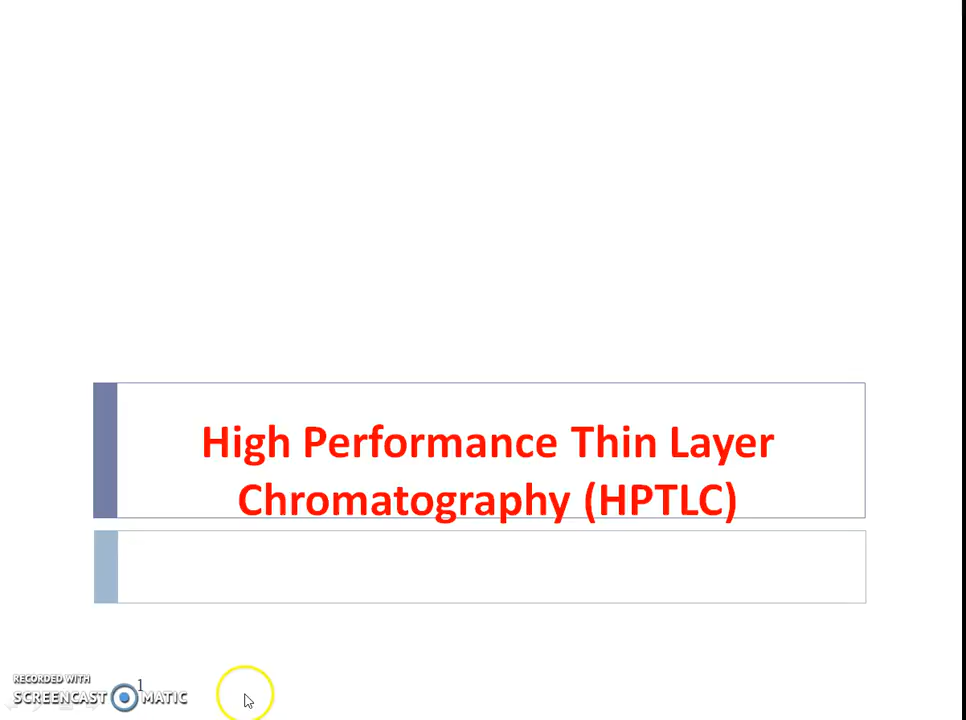 High Performance Thin Layer
Chromatography (HPTLC)
1
RECORDED WITH
SCREENCAST MATIC